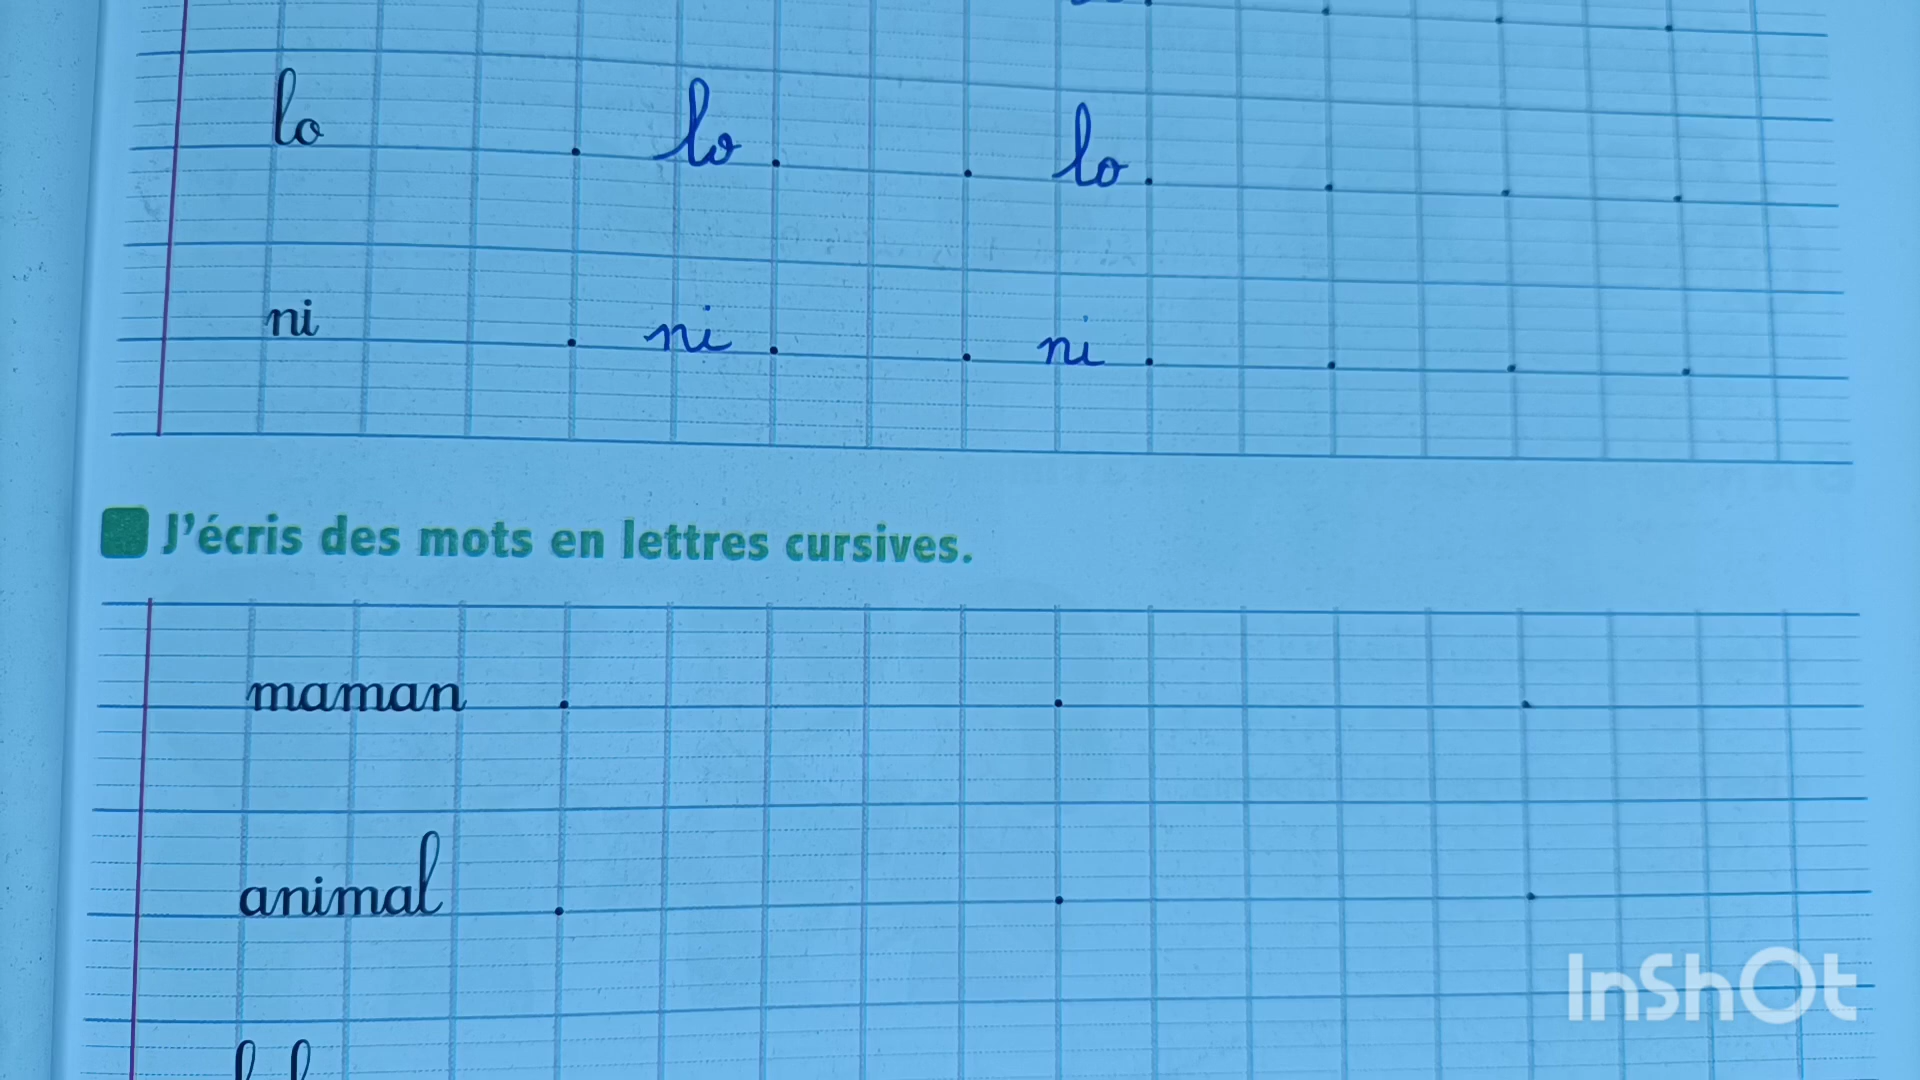 lo . lo . . lo . . . .
ni . ni . . ni . . . .
J'écris des mots en lettres cursives.
maman . . .
animal . . .
InShOt